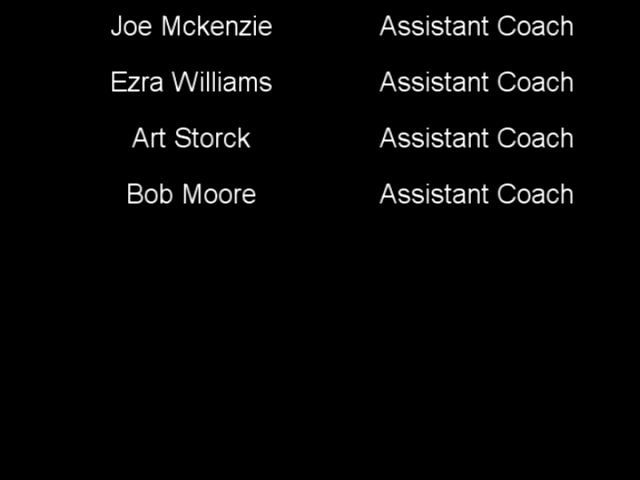 Joe Mckenzie Assistant Coach
Ezra Williams Assistant Coach
Art Storck Assistant Coach
Bob Moore Assistant Coach